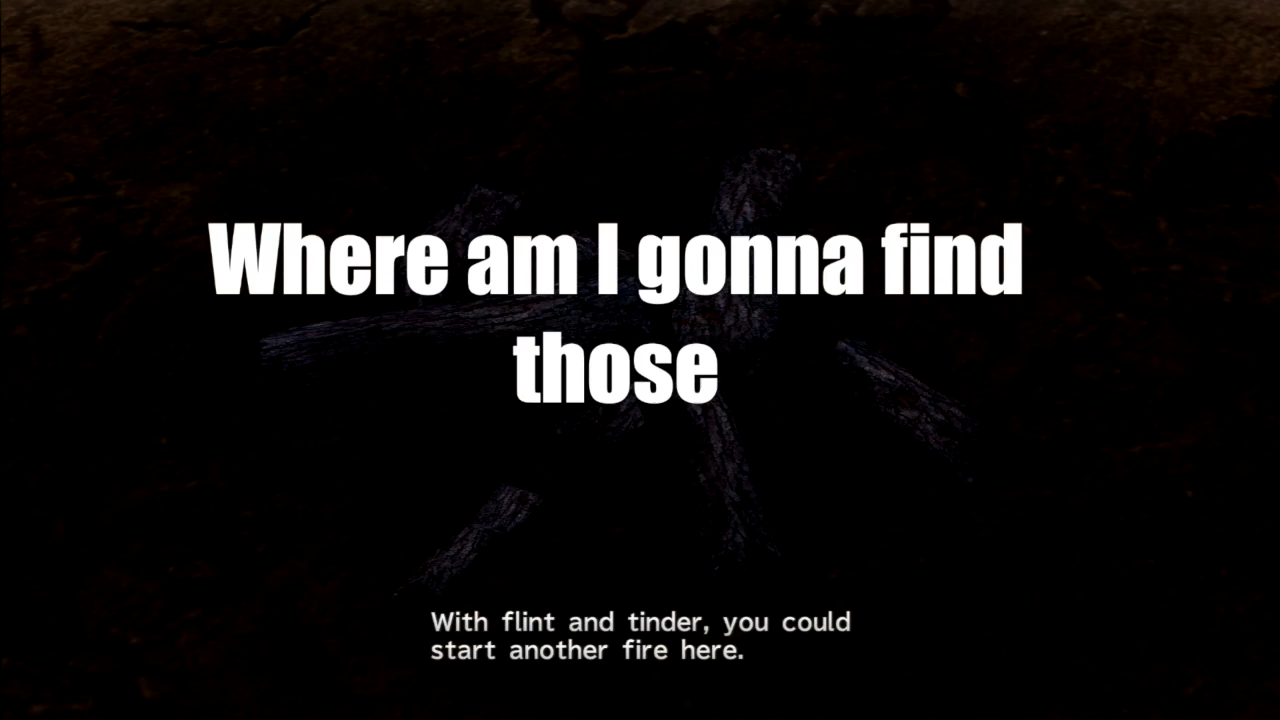 Where am I gonna find
those
With flint and tinder, you could
start another fire here.